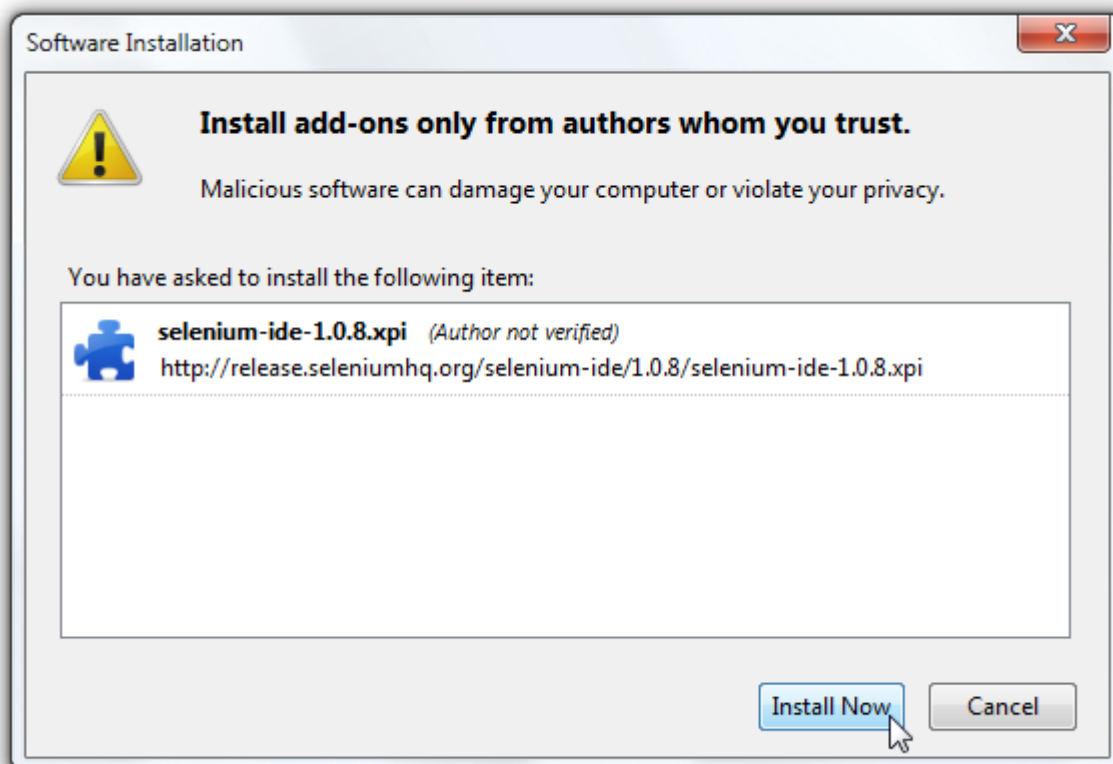 Software Installation
Install add-ons only from authors whom you trust.
Malicious software can damage your computer or violate your privacy.
You have asked to install the following item:
selenium-ide-1.0.8.xpi (Author not verified)
http://release.seleniumhq.org/selenium-ide/1.0.8/selenium-ide-1.0.8.xpi
Install Now Cancel